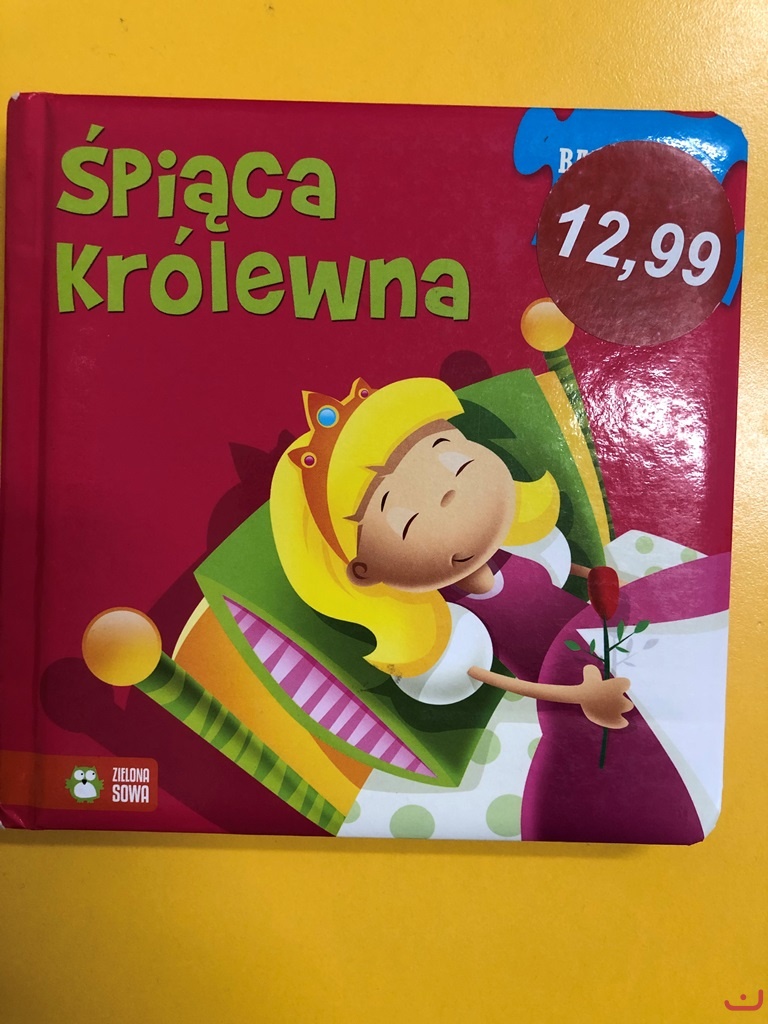 Śpiąca
Królewna
12,99
ZIELONA
SOWA